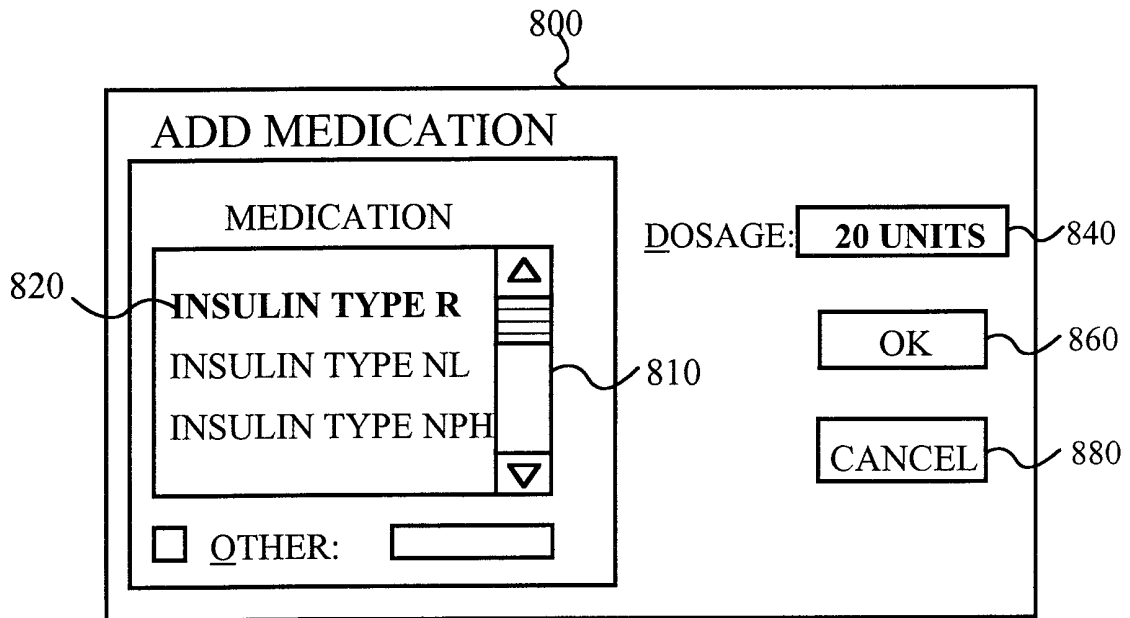 800
ADD MEDICATION
MEDICATION
DOSAGE: 20 UNITS 840
820
INSULIN TYPE R
INSULIN TYPE NL
INSULIN TYPE NPH
810
OK 860
CANCEL 880
OTHER: